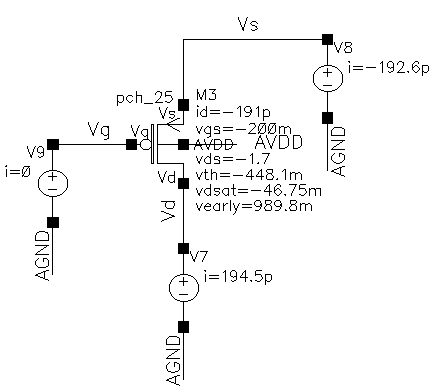 Vs
V8
i=-192.6p
AGND
pch_25
M3
id=-191p
vgs=-200m
AVDD
AVDD
vds=-1.7
vth=-448.1m
vdsat=-46.75m
vearly=989.8m
Vs
Vg
Vg
Vd
Vd
V9
i=0
AGND
V7
i=194.5p
AGND